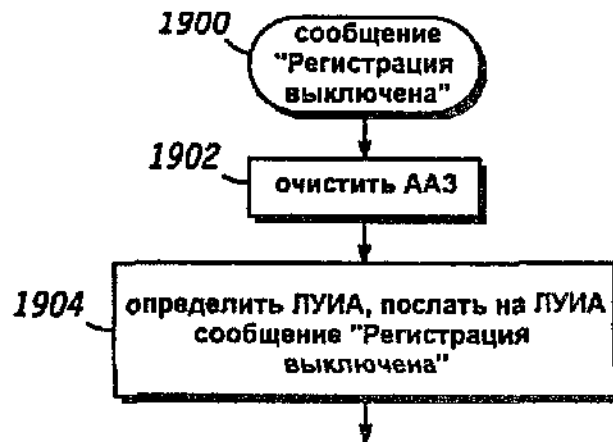 1900
сообщение
"Регистрация
выключена"
1902
очистить ААЗ
1904
определить ЛУИА, послать на ЛУИА
сообщение "Регистрация
выключена"